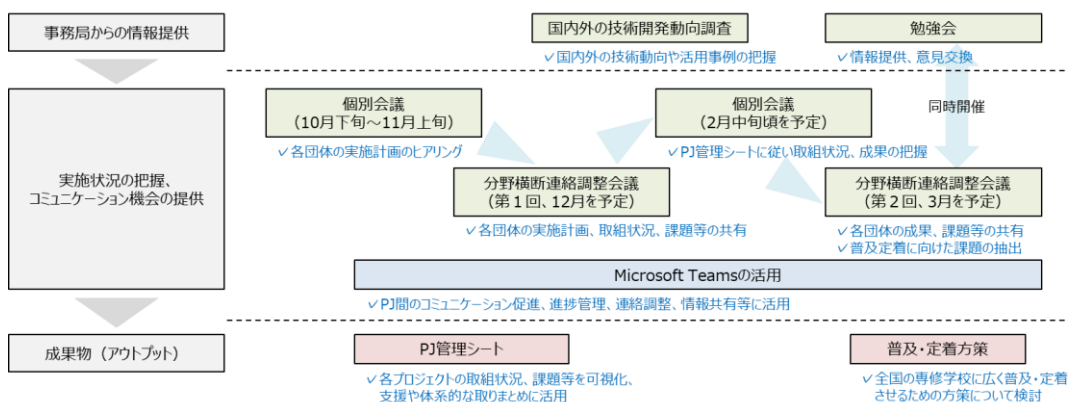 事務局からの情報提供
国内外の技術開発動向調査
勉強会
✓国内外の技術動向や活用事例の把握
✓情報提供、意見交換
個別会議
(10月下旬~11月上旬)
個別会議
(2月中旬頃を予定)
同時開催
✓各団体の実施計画のヒアリング
✓PJ管理シートに従い取組状況、成果の把握
実施状況の把握、
コミュニケーション機会の提供
分野横断連絡調整会議
(第1回、12月を予定)
分野横断連絡調整会議
(第2回、3月を予定)
✓各団体の実施計画、取組状況、課題等の共有
✓各団体の成果、課題等の共有
✓普及定着に向けた課題の抽出
Microsoft Teamsの活用
✓PJ間のコミュニケーション促進、進捗管理、連絡調整、情報共有等に活用
成果物(アウトプット)
PJ管理シート
普及・定着方策
✓各プロジェクトの取組状況、課題等を可視化、
支援や体系的な取りまとめに活用
✓全国の専修学校に広く普及・定着
させるための方策について検討